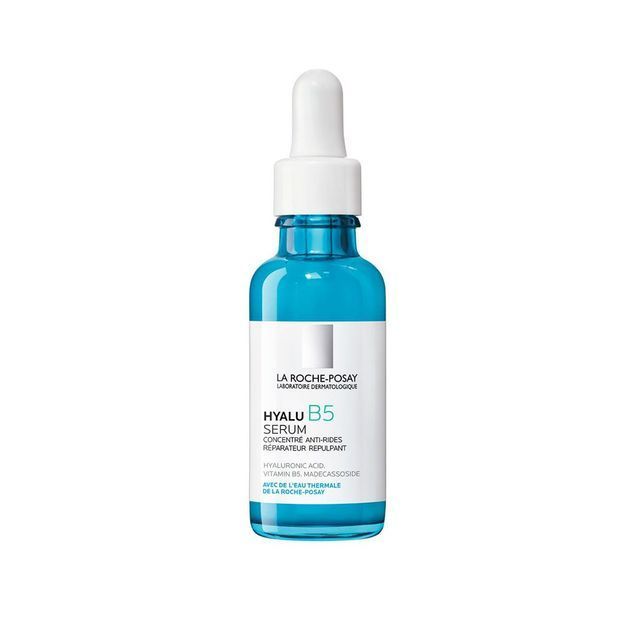 LA ROCHE-POSAY
LABORATOIRE DERMATOLOGIQUE
HYALU B5
SERUM
CONCENTRÉ ANTI-RIDES
RÉPARATEUR REPULPANT
HYALURONIC ACID,
VITAMIN B5, MADECASSOSIDE
AVEC DE L'EAU THERMALE
DE LA ROCHE-POSAY